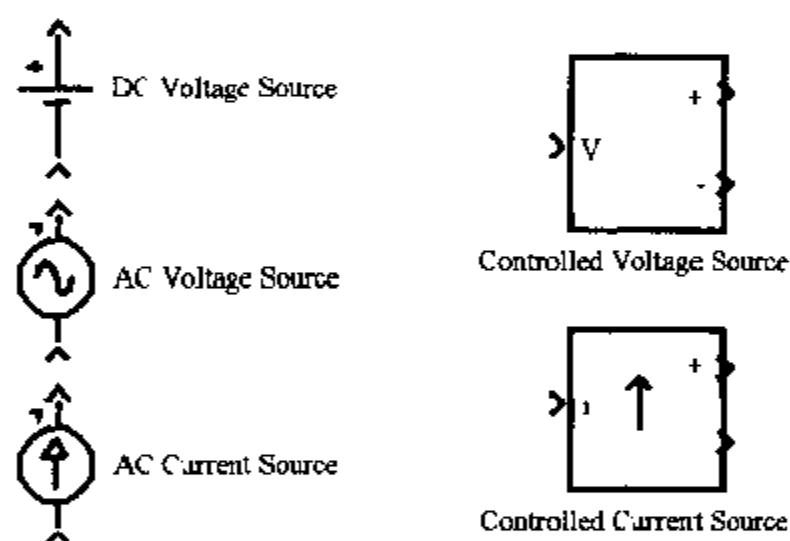 DC Voltage Source
+
V
-
Controlled Voltage Source
AC Voltage Source
+
AC Current Source
Controlled Current Source